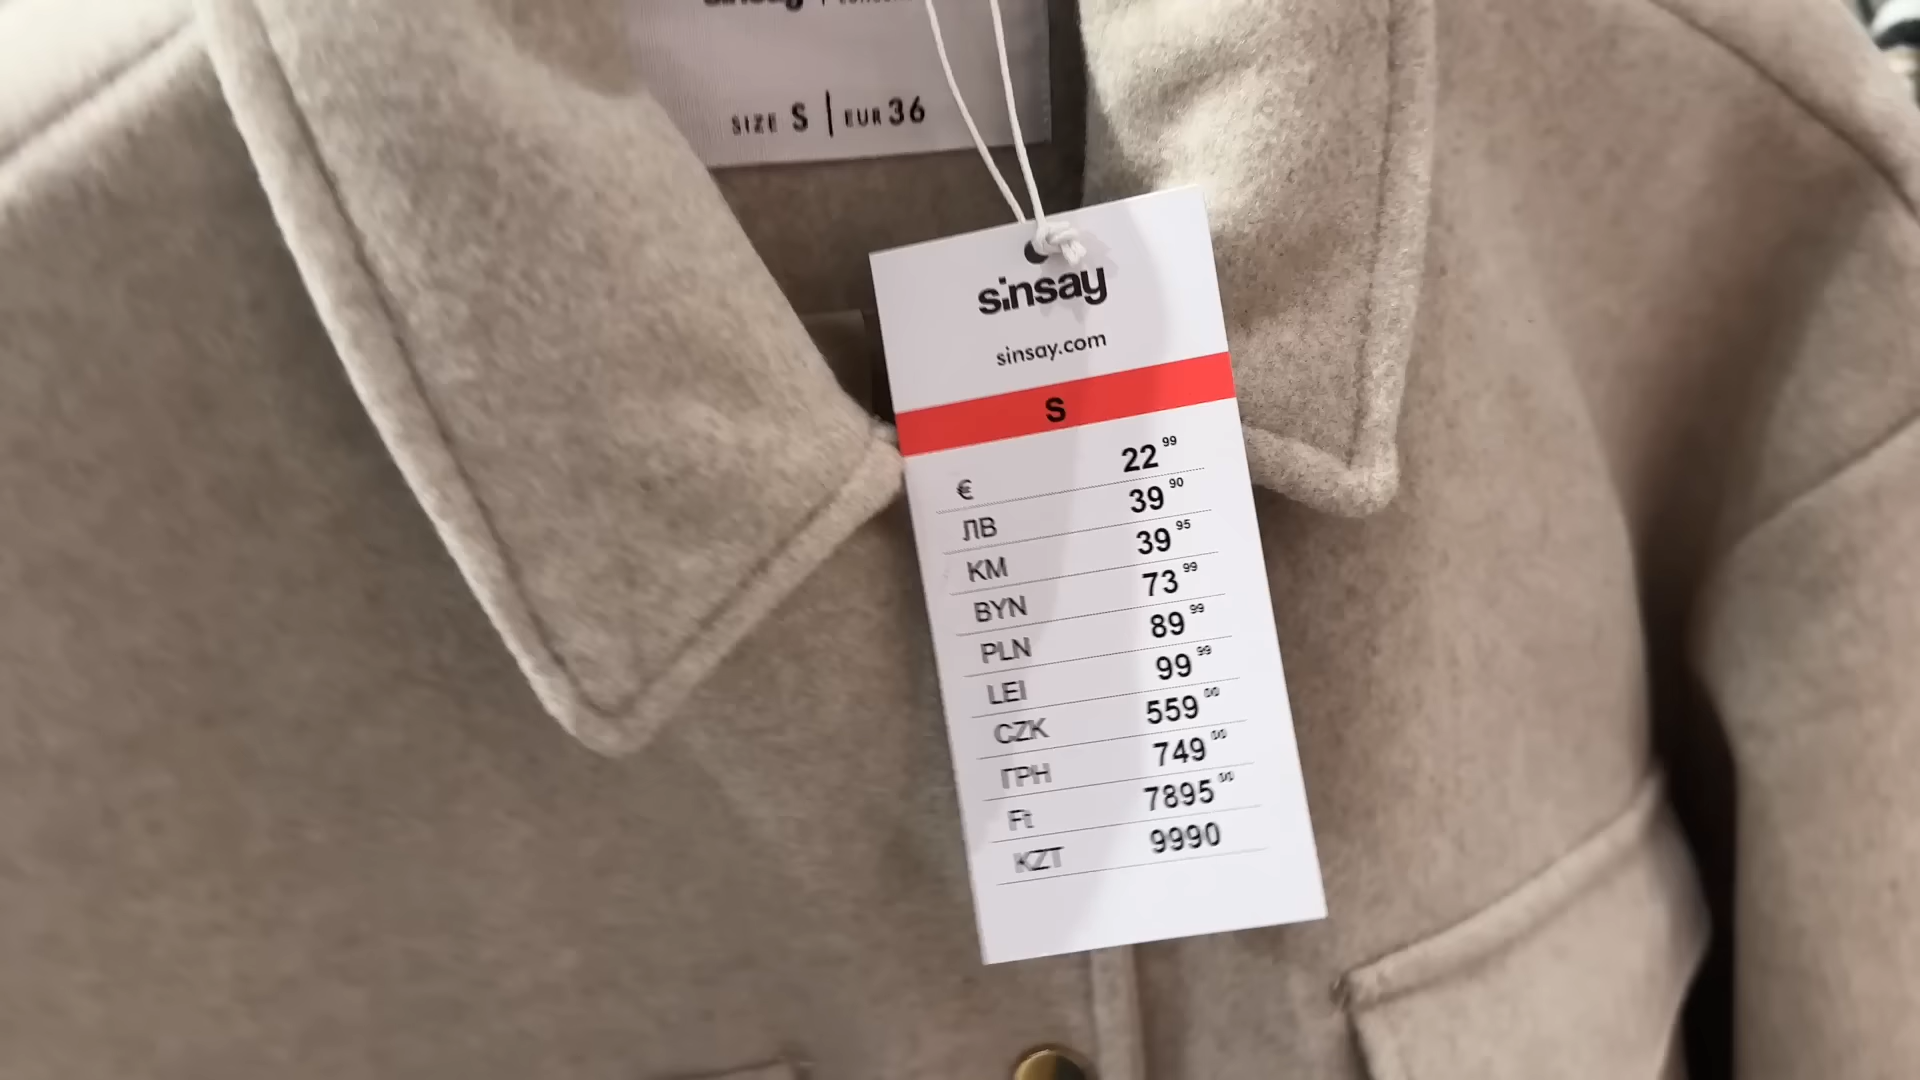 SIZE S | EUR 36
sinsay
sinsay.com
S
€ 22 99
ЛВ 39 90
KM 39 95
BYN 73 99
PLN 89 99
LEI 99 99
CZK 559 00
ГРН 749 00
Ft 7895 00
KZT 9990